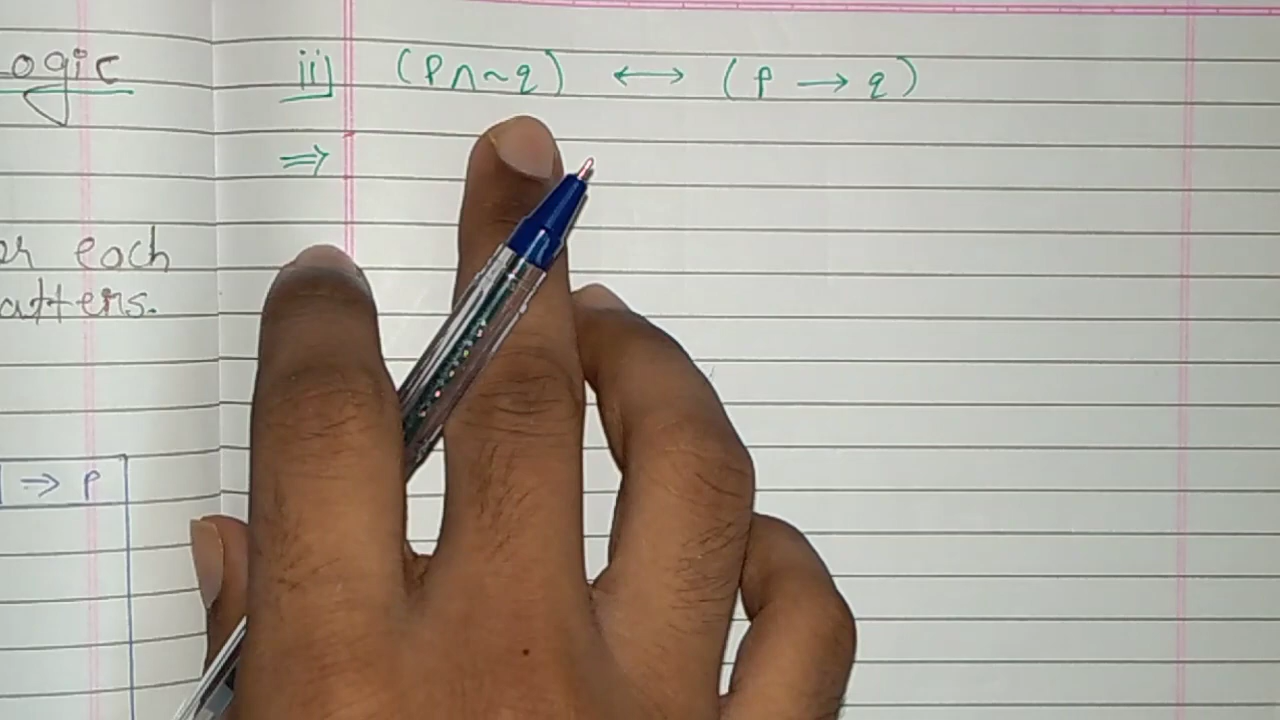 ogic
ii) (p ∧ ~q) ↔ (p → q)
⇒
er each
atters.
→ p